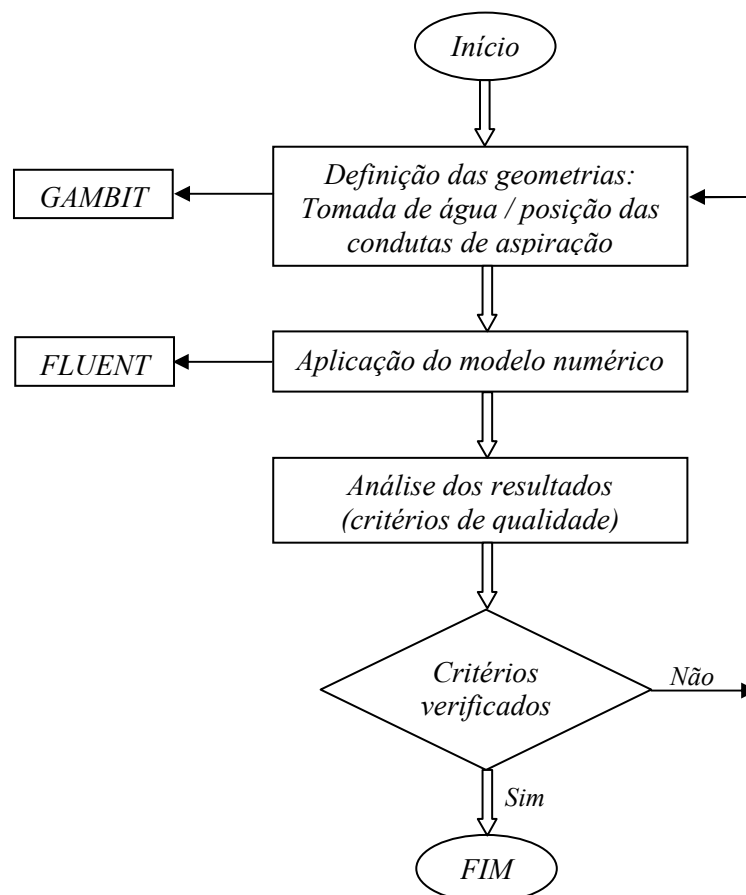 Início
GAMBIT
Definição das geometrias:
Tomada de água / posição das
condutas de aspiração
FLUENT
Aplicação do modelo numérico
Análise dos resultados
(critérios de qualidade)
Critérios
verificados
Não
Sim
FIM